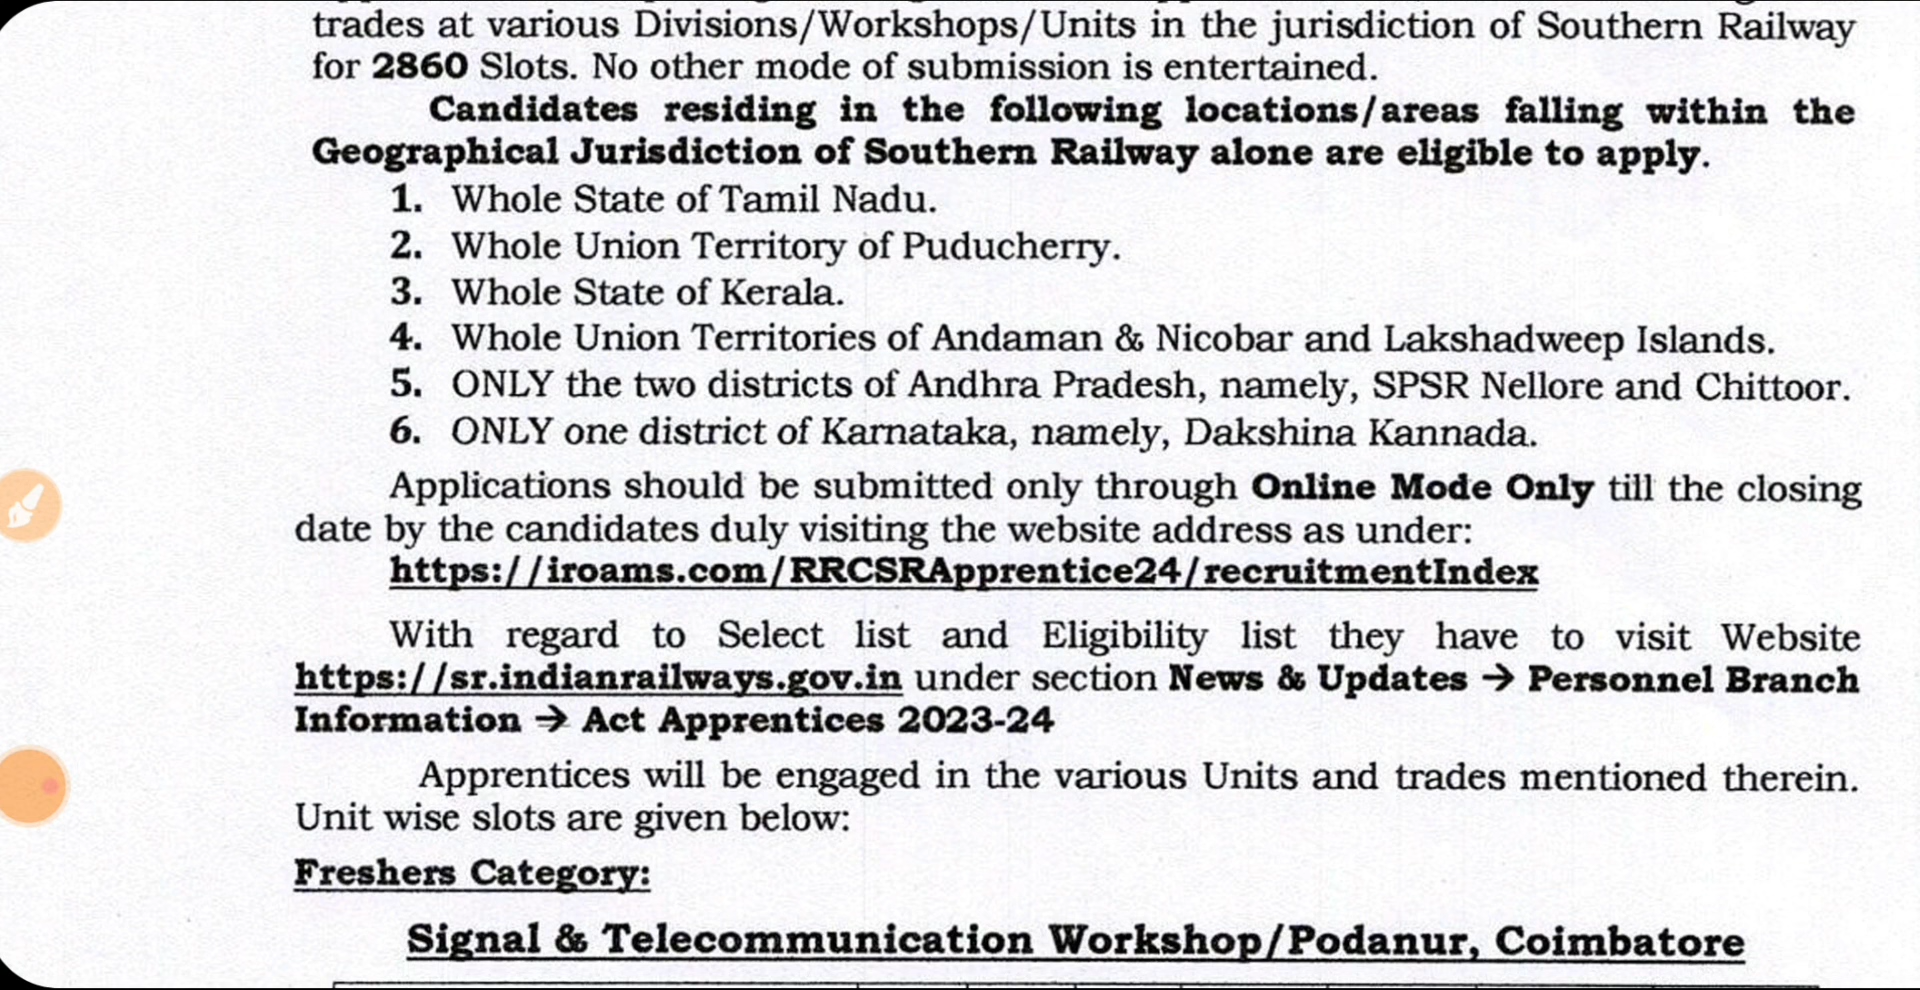 trades at various Divisions/Workshops/Units in the jurisdiction of Southern Railway
for 2860 Slots. No other mode of submission is entertained.
Candidates residing in the following locations/areas falling within the
Geographical Jurisdiction of Southern Railway alone are eligible to apply.
1. Whole State of Tamil Nadu.
2. Whole Union Territory of Puducherry.
3. Whole State of Kerala.
4. Whole Union Territories of Andaman & Nicobar and Lakshadweep Islands.
5. ONLY the two districts of Andhra Pradesh, namely, SPSR Nellore and Chittoor.
6. ONLY one district of Karnataka, namely, Dakshina Kannada.
Applications should be submitted only through Online Mode Only till the closing
date by the candidates duly visiting the website address as under:
https://iroams.com/RRCSRApprentice24/recruitmentIndex
With regard to Select list and Eligibility list they have to visit Website
https://sr.indianrailways.gov.in under section News & Updates → Personnel Branch
Information → Act Apprentices 2023-24
Apprentices will be engaged in the various Units and trades mentioned therein.
Unit wise slots are given below:
Freshers Category:
Signal & Telecommunication Workshop/Podanur, Coimbatore